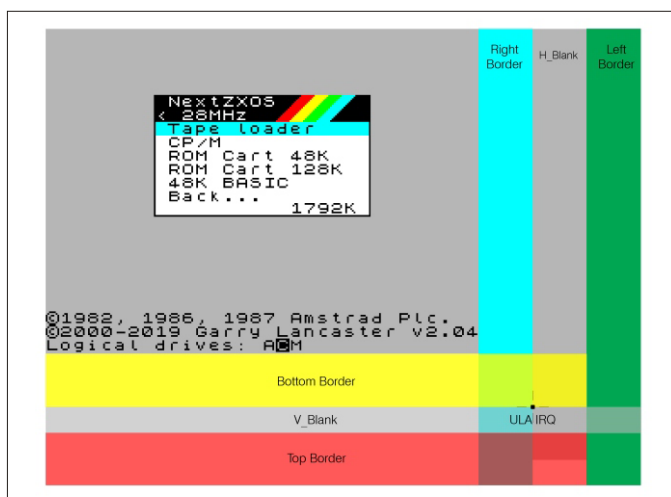 Right
Border
H_Blank
Left
Border
NextZXOS
< 28MHz
Tape loader
CP/M
ROM Cart 48K
ROM Cart 128K
48K BASIC
Back...
1792K
©1982, 1986, 1987 Amstrad Plc.
©2000-2019 Garry Lancaster v2.04
Logical drives: ACM
Bottom Border
V_Blank
ULA IRQ
Top Border